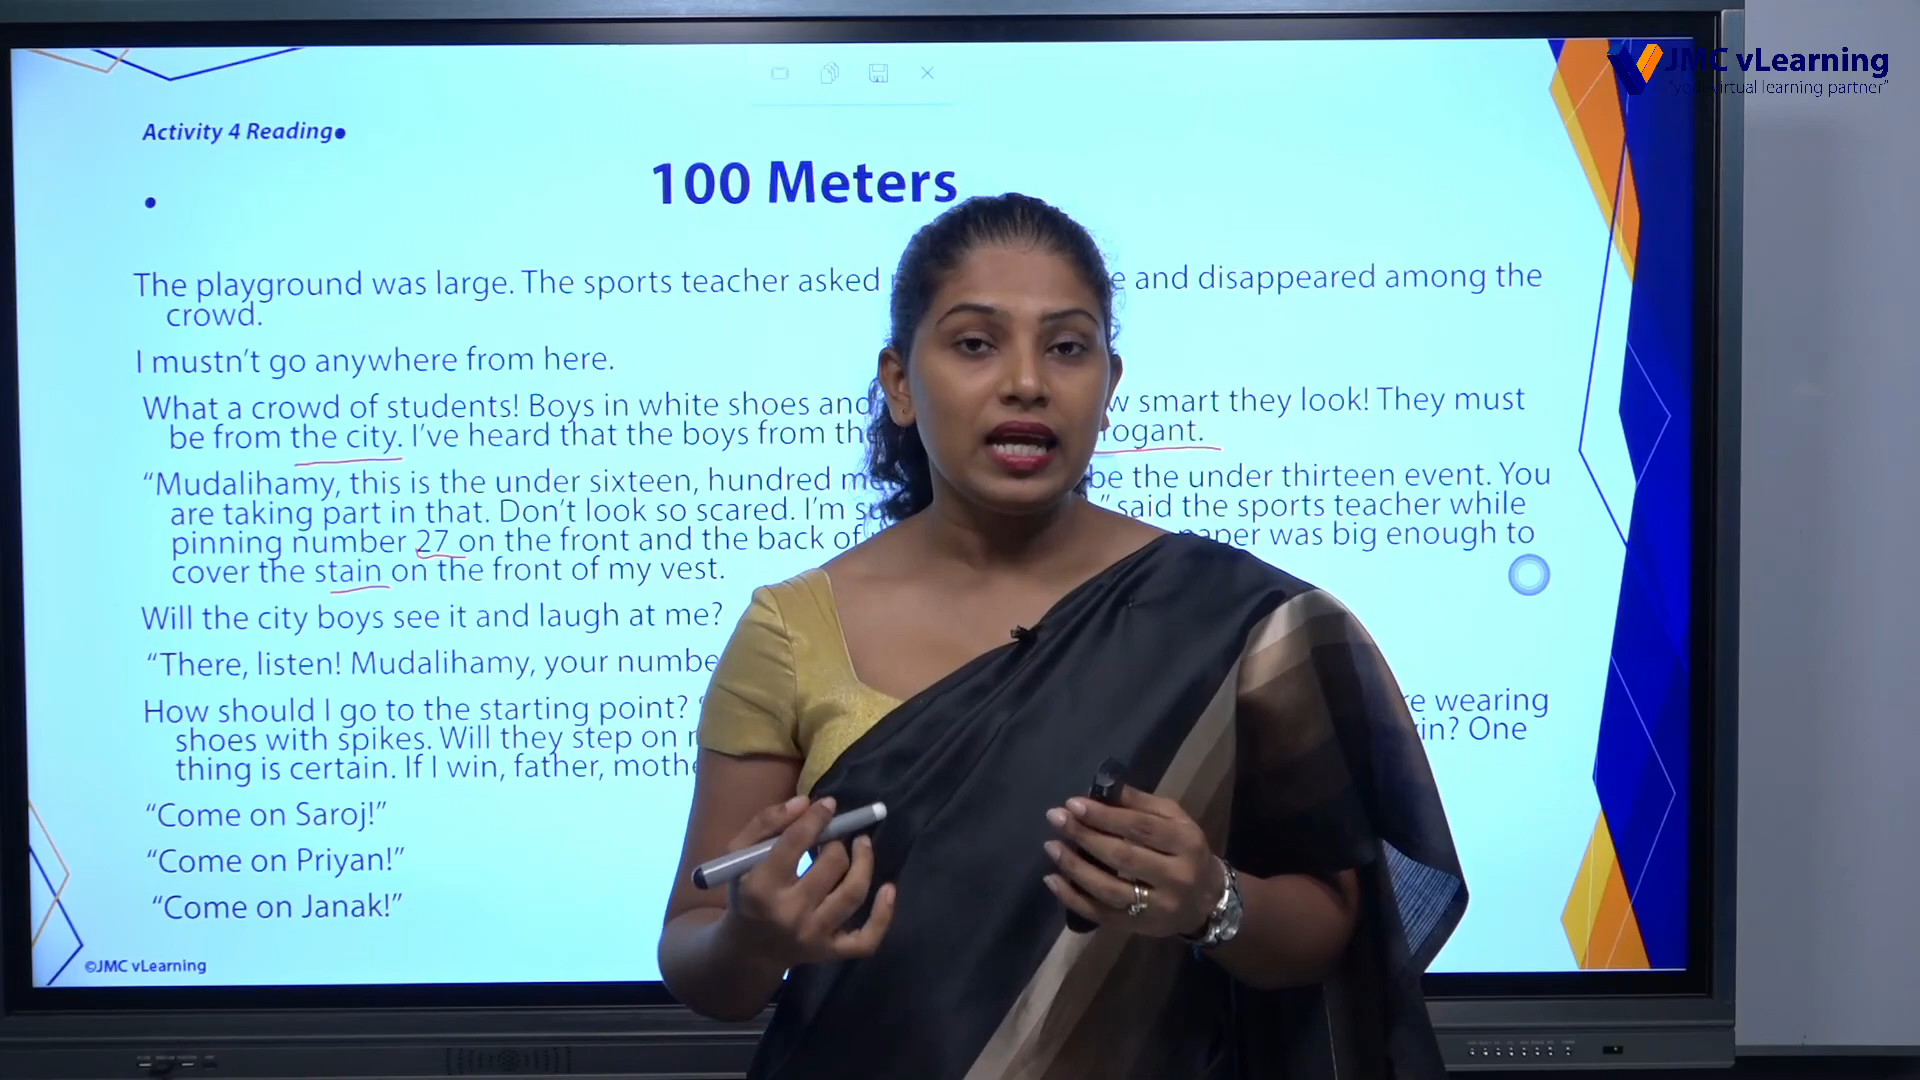 JMC vLearning
"your virtual learning partner"
Activity 4 Reading
100 Meters
The playground was large. The sports teacher asked and disappeared among the
crowd.
I mustn't go anywhere from here.
What a crowd of students! Boys in white shoes and smart they look! They must
be from the city. I've heard that the boys from
"Mudalihamy, this is the under sixteen, hundred be the under thirteen event. You
are taking part in that. Don't look so scared. I'm said the sports teacher while
pinning number 27 on the front and the back of paper was big enough to
cover the stain on the front of my vest.
Will the city boys see it and laugh at me?
"There, listen! Mudalihamy, your
How should I go to the starting point? wearing
shoes with spikes. Will they step on One
thing is certain. If I win, father,
"Come on Saroj!"
"Come on Priyan!"
"Come on Janak!"
©JMC vLearning